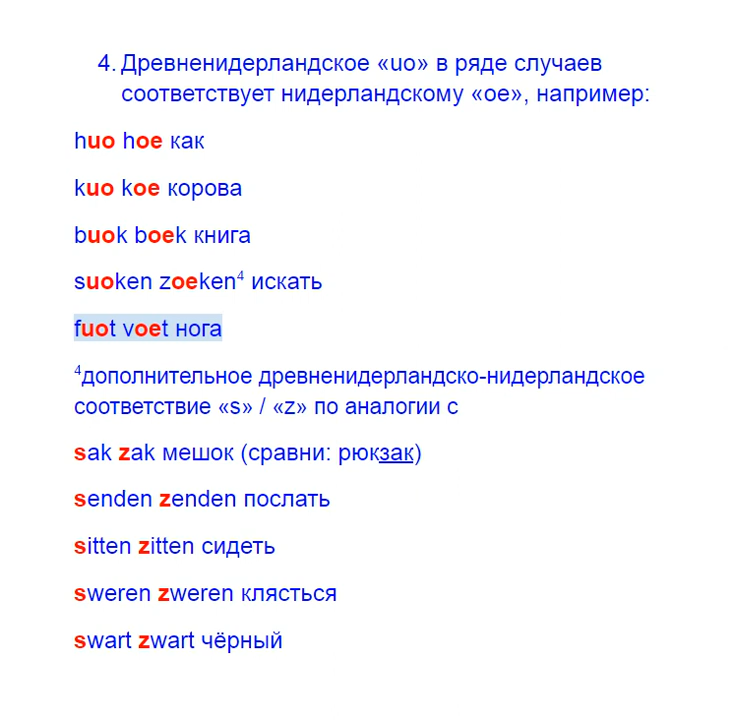 4. Древненидерландское «uo» в ряде случаев
соответствует нидерландскому «oe», например:
huo hoe как
kuo koe корова
buok boek книга
suoken zoeken⁴ искать
fuot voet нога
⁴дополнительное древненидерландско-нидерландское
соответствие «s» / «z» по аналогии с
sak zak мешок (сравни: рюкзак)
senden zenden послать
sitten zitten сидеть
sweren zweren клясться
swart zwart чёрный